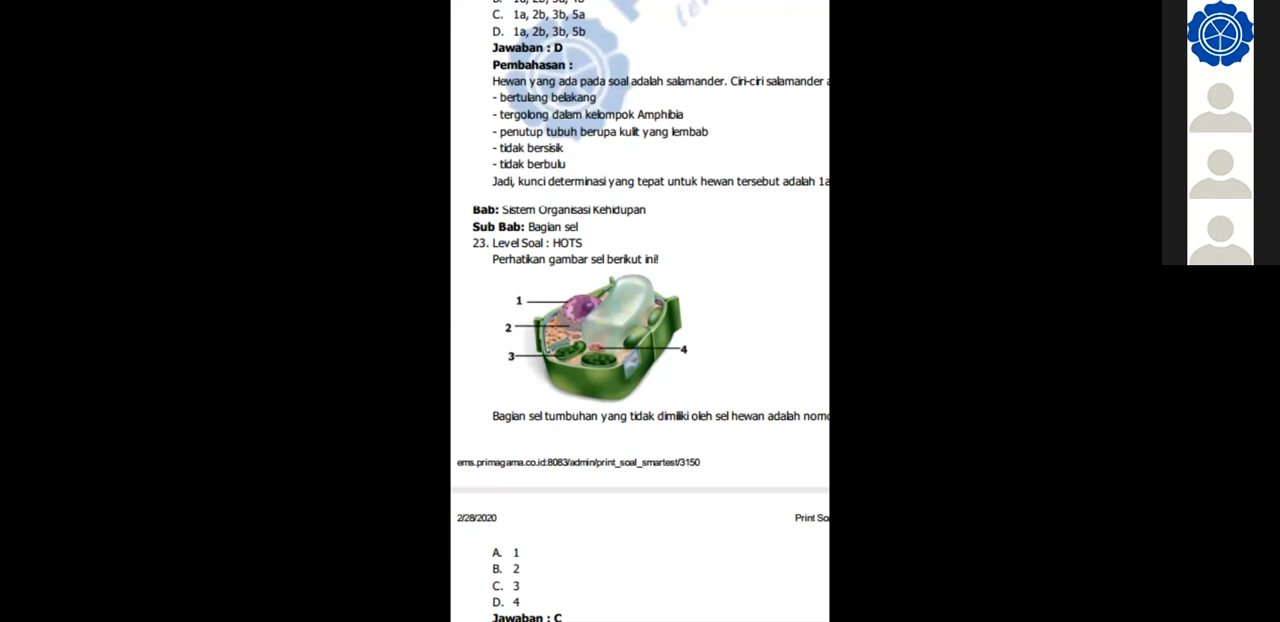 C. 1a, 2b, 3b, 5a
D. 1a, 2b, 3b, 5b
Jawaban : D
Pembahasan :
Hewan yang ada pada soal adalah salamander. Ciri-ciri salamander
- bertulang belakang
- tergolong dalam kelompok Amphibia
- penutup tubuh berupa kulit yang lembab
- tidak bersisik
- tidak berbulu
Jadi, kunci determinasi yang tepat untuk hewan tersebut adalah 1a
Bab: Sistem Organisasi Kehidupan
Sub Bab: Bagian sel
23. Level Soal : HOTS
Perhatikan gambar sel berikut ini!
1
2
3
4
Bagian sel tumbuhan yang tidak dimiliki oleh sel hewan adalah nomo
ems.primagama.co.id:8083/admin/print_soal_smartest/3150
2/28/2020
Print So
A. 1
B. 2
C. 3
D. 4
Jawaban : C